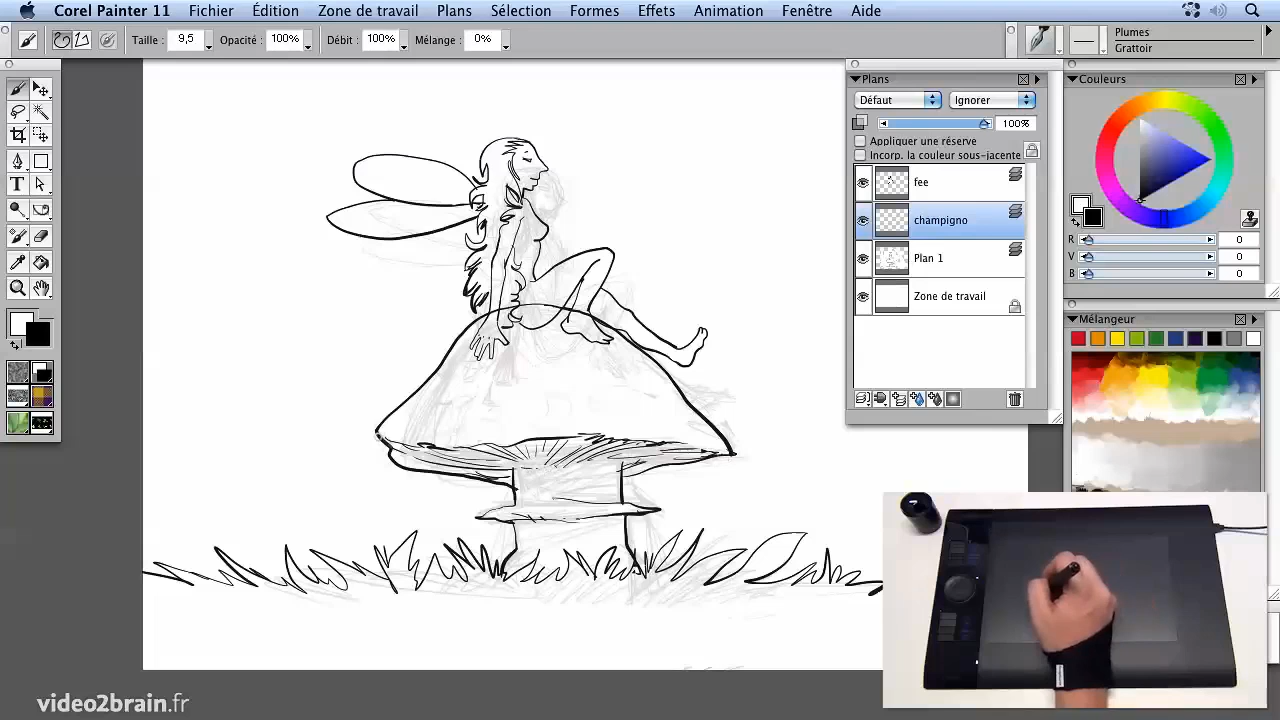 Corel Painter 11 Fichier Édition Zone de travail Plans Sélection Formes Effets Animation Fenêtre Aide
Taille : 9,5 Opacité : 100% Débit : 100% Mélange : 0%
Plumes
Grattoir
Plans
Défaut Ignorer
100%
Appliquer une réserve
Incorp. la couleur sous-jacente
fee
champigno
Plan 1
Zone de travail
Couleurs
R 0
V 0
B 0
Mélangeur
T
video2brain.fr